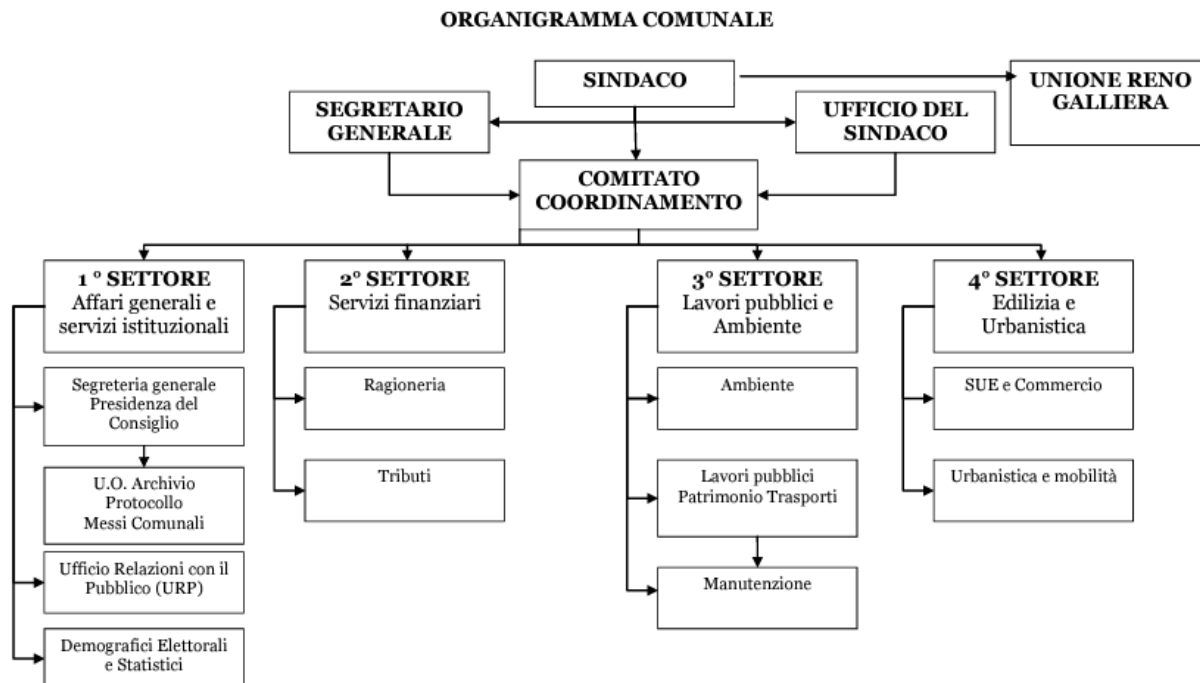 ORGANIGRAMMA COMUNALE
SINDACO
UNIONE RENO
GALLIERA
SEGRETARIO
GENERALE
UFFICIO DEL
SINDACO
COMITATO
COORDINAMENTO
1 ° SETTORE
Affari generali e
servizi istituzionali
2° SETTORE
Servizi finanziari
3° SETTORE
Lavori pubblici e
Ambiente
4° SETTORE
Edilizia e
Urbanistica
Segreteria generale
Presidenza del
Consiglio
Ragioneria
Ambiente
SUE e Commercio
U.O. Archivio
Protocollo
Messi Comunali
Tributi
Lavori pubblici
Patrimonio Trasporti
Urbanistica e mobilità
Ufficio Relazioni con il
Pubblico (URP)
Manutenzione
Demografici Elettorali
e Statistici